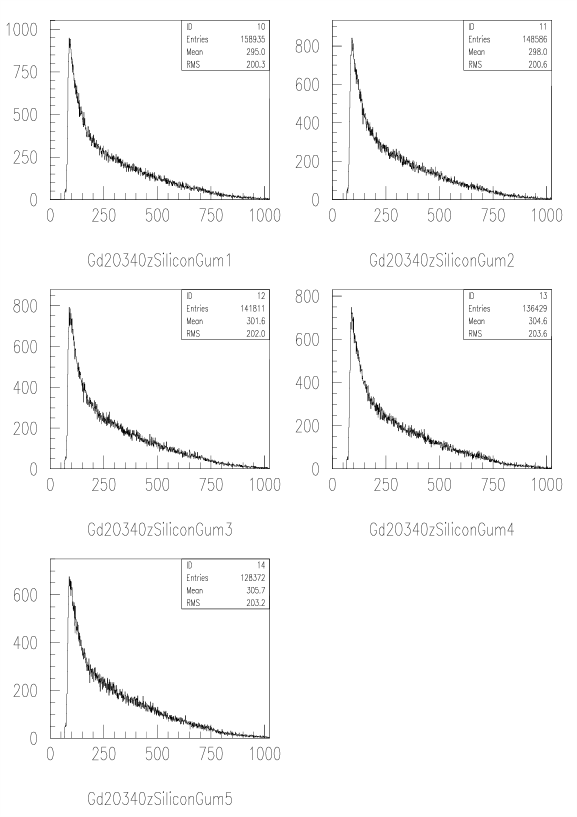 ID 10
Entries 158935
Mean 295.0
RMS 200.3
1000
750
500
250
0
0 250 500 750 1000
Gd2O340zSiliconGum1
ID 11
Entries 148586
Mean 298.0
RMS 200.6
800
600
400
200
0
0 250 500 750 1000
Gd2O340zSiliconGum2
ID 12
Entries 141811
Mean 301.6
RMS 202.0
800
600
400
200
0
0 250 500 750 1000
Gd2O340zSiliconGum3
ID 13
Entries 136429
Mean 304.6
RMS 203.6
800
600
400
200
0
0 250 500 750 1000
Gd2O340zSiliconGum4
ID 14
Entries 128372
Mean 305.7
RMS 203.2
600
400
200
0
0 250 500 750 1000
Gd2O340zSiliconGum5